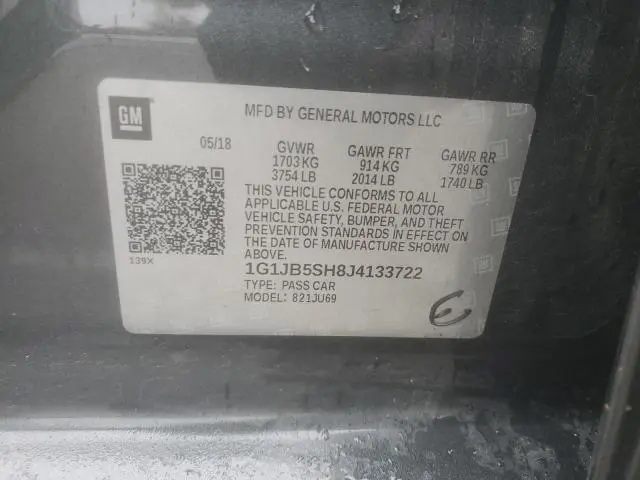 GM
MFD BY GENERAL MOTORS LLC
05/18 GVWR GAWR FRT GAWR RR
1703 KG 914 KG 789 KG
3754 LB 2014 LB 1740 LB
THIS VEHICLE CONFORMS TO ALL
APPLICABLE U.S. FEDERAL MOTOR
VEHICLE SAFETY, BUMPER, AND THEFT
PREVENTION STANDARDS IN EFFECT ON
THE DATE OF MANUFACTURE SHOWN
ABOVE.
139X
1G1JB5SH8J4133722
TYPE: PASS CAR
MODEL: 821JU69